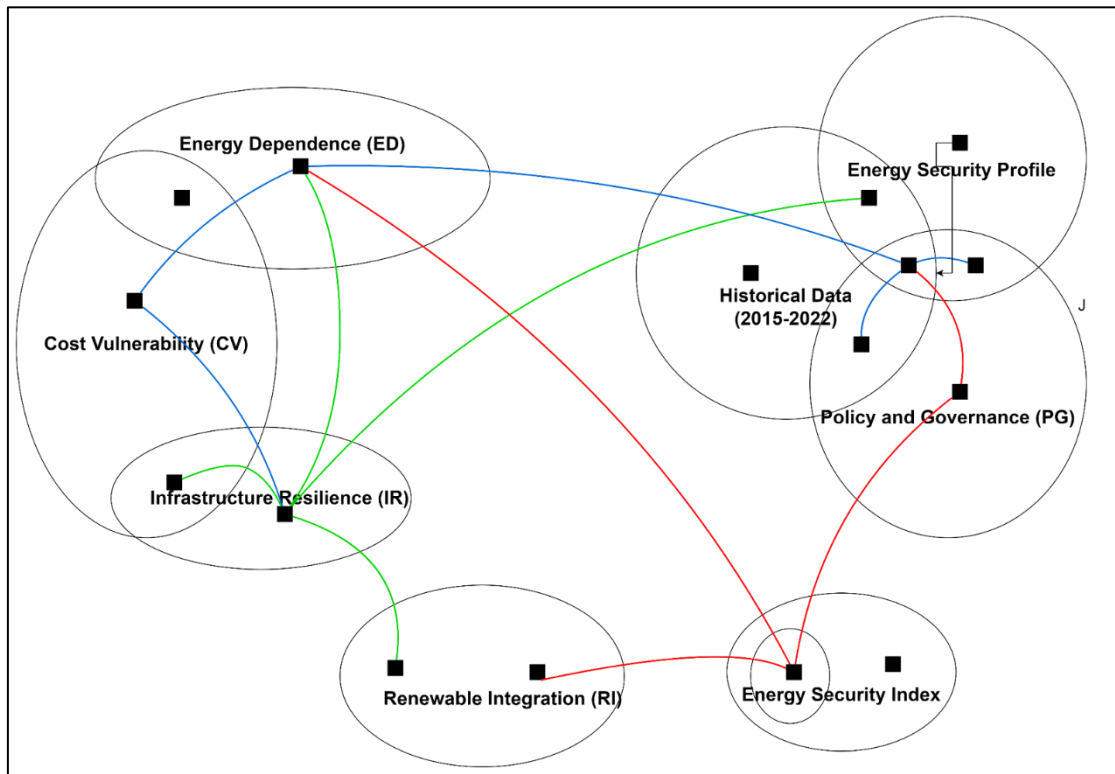 Energy Dependence (ED)
Energy Security Profile
Historical Data
(2015-2022)
J
Cost Vulnerability (CV)
Policy and Governance (PG)
Infrastructure Resilience (IR)
Renewable Integration (RI)
Energy Security Index